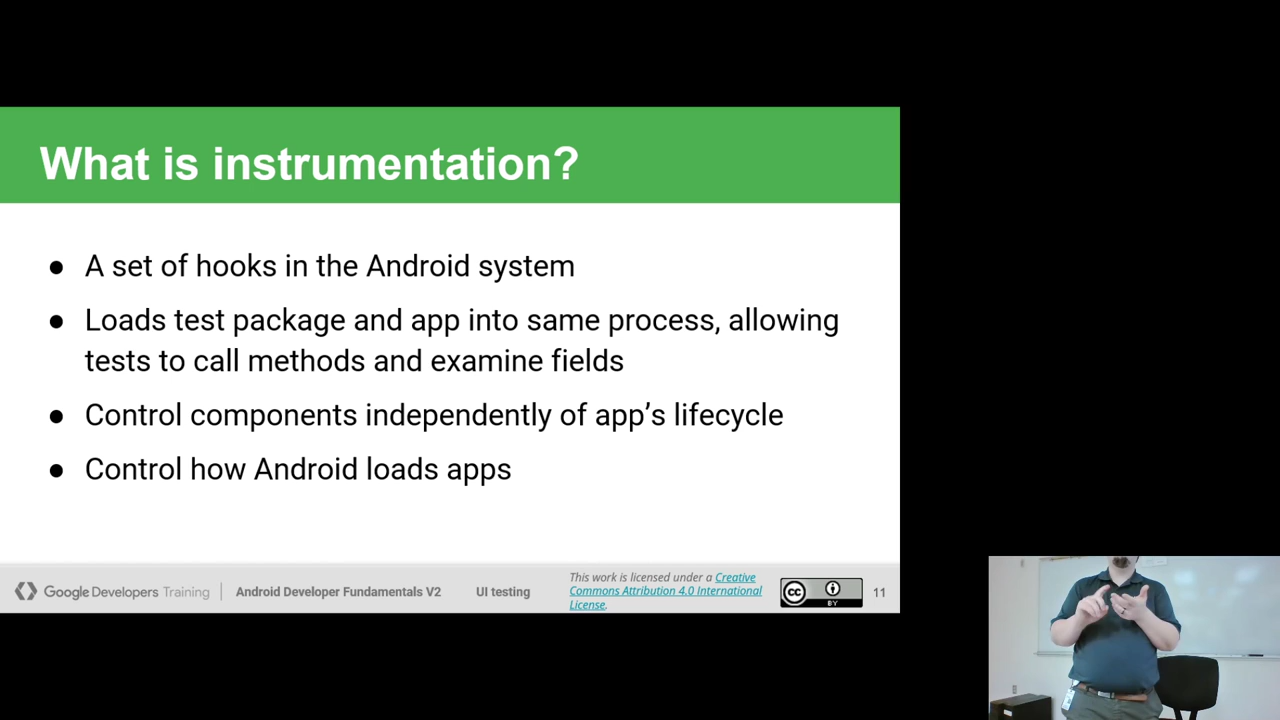 What is instrumentation?
● A set of hooks in the Android system
● Loads test package and app into same process, allowing
tests to call methods and examine fields
● Control components independently of app’s lifecycle
● Control how Android loads apps
Google Developers Training
Android Developer Fundamentals V2
UI testing
This work is licensed under a Creative
Commons Attribution 4.0 International
License.
cc
BY
11